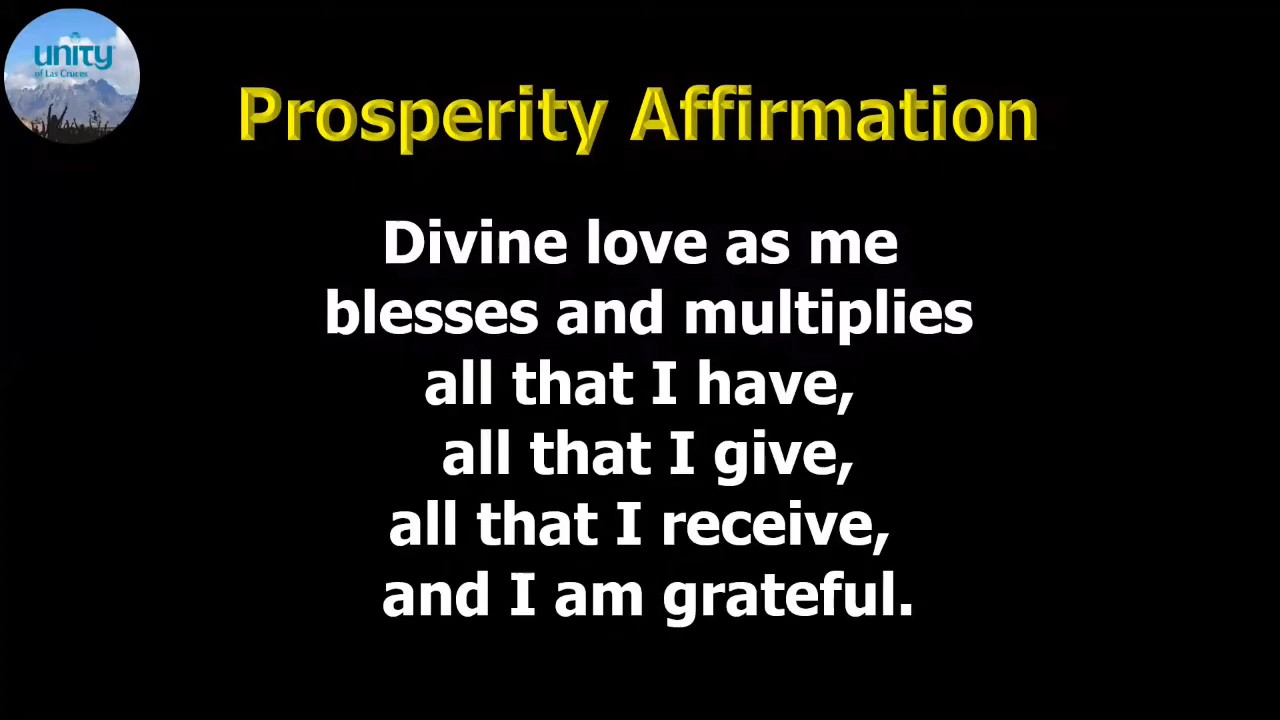 unity
of Las Cruces
Prosperity Affirmation
Divine love as me
blesses and multiplies
all that I have,
all that I give,
all that I receive,
and I am grateful.